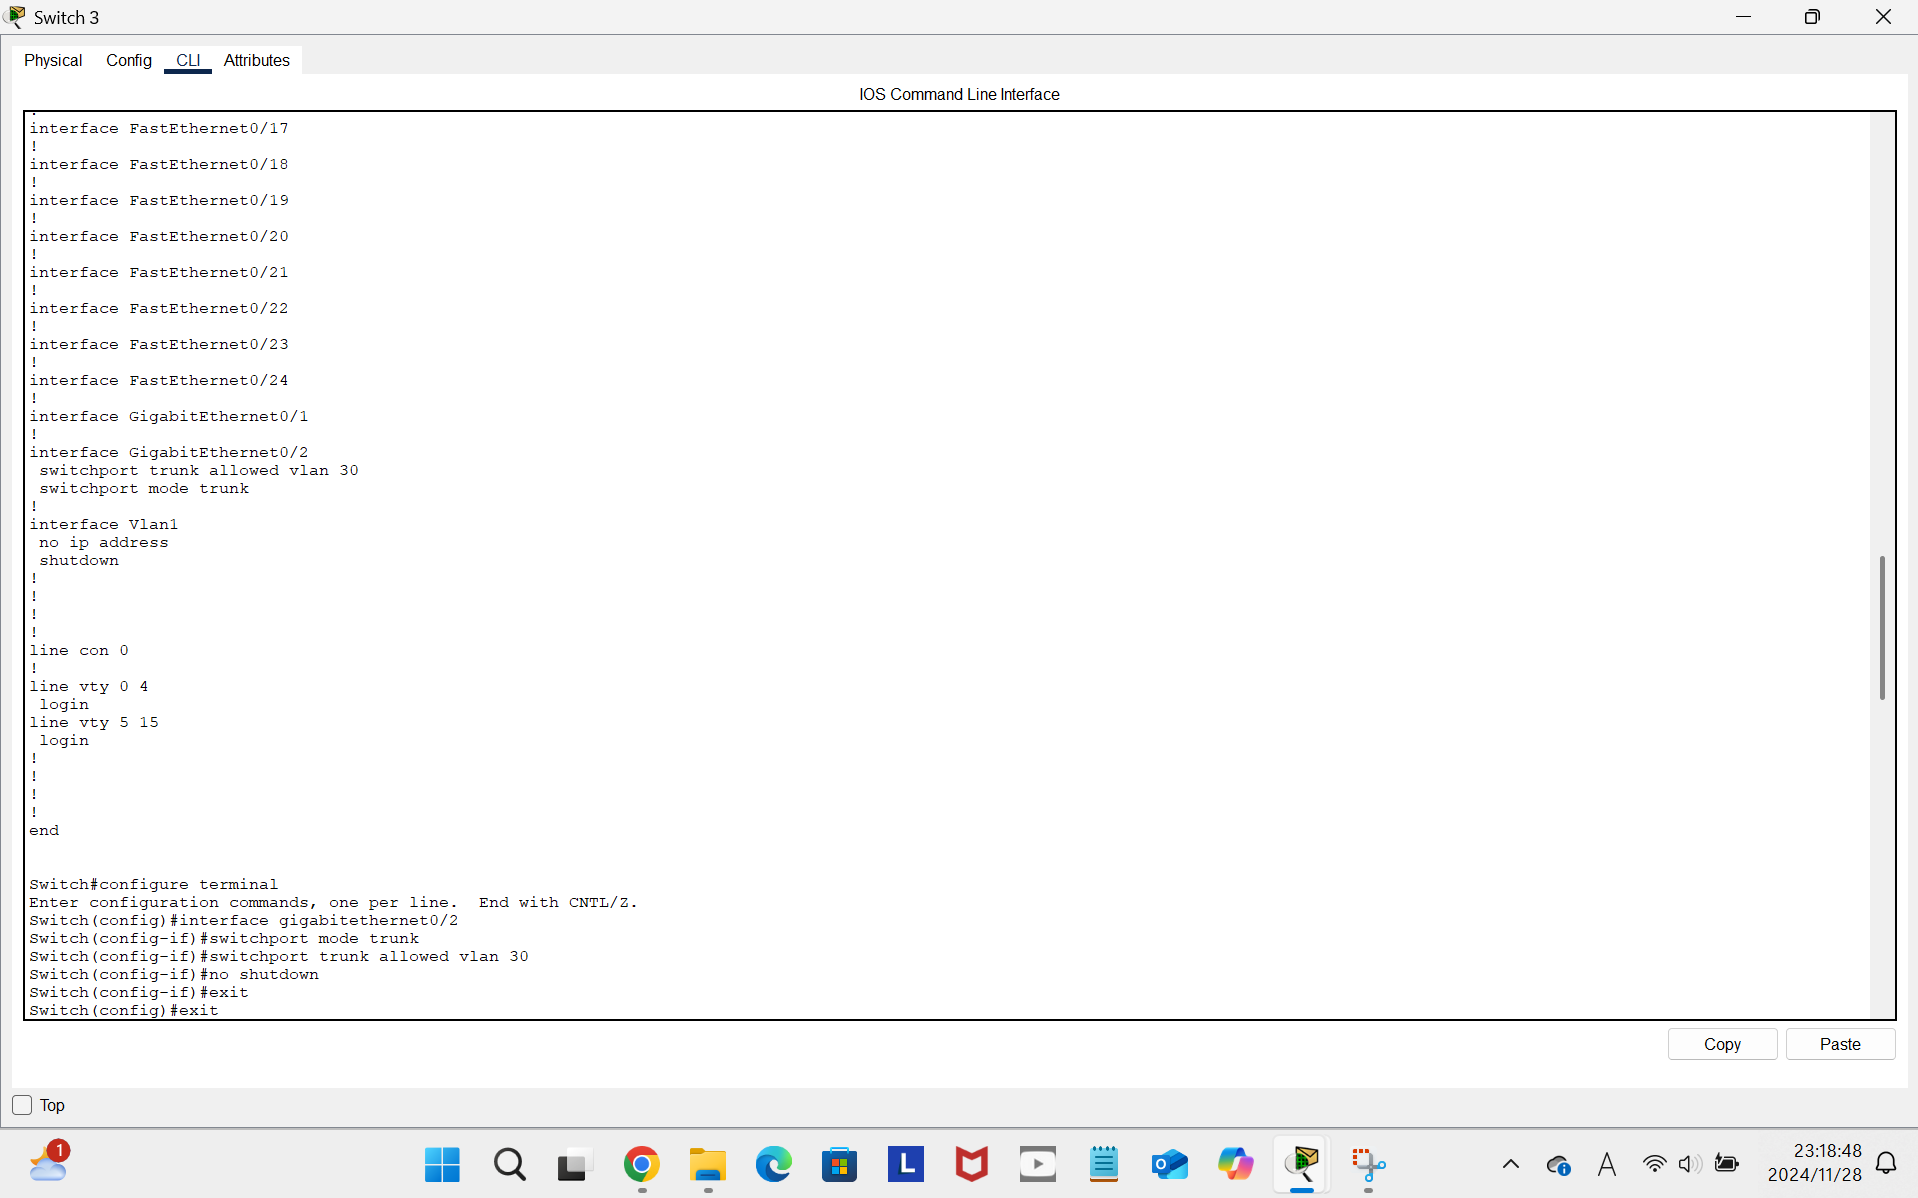 Switch 3
Physical Config CLI Attributes
IOS Command Line Interface
!
interface FastEthernet0/17
!
interface FastEthernet0/18
!
interface FastEthernet0/19
!
interface FastEthernet0/20
!
interface FastEthernet0/21
!
interface FastEthernet0/22
!
interface FastEthernet0/23
!
interface FastEthernet0/24
!
interface GigabitEthernet0/1
!
interface GigabitEthernet0/2
 switchport trunk allowed vlan 30
 switchport mode trunk
!
interface Vlan1
 no ip address
 shutdown
!
!
!
!
line con 0
!
line vty 0 4
 login
line vty 5 15
 login
!
!
!
!
end
Switch#configure terminal
Enter configuration commands, one per line.  End with CNTL/Z.
Switch(config)#interface gigabitethernet0/2
Switch(config-if)#switchport mode trunk
Switch(config-if)#switchport trunk allowed vlan 30
Switch(config-if)#no shutdown
Switch(config-if)#exit
Switch(config)#exit
Copy Paste
Top
1
L
A
23:18:48
2024/11/28